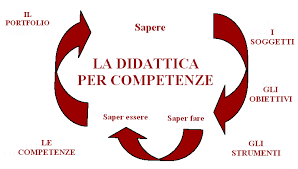 IL
PORTFOLIO
Sapere
I
SOGGETTI
LA DIDATTICA
PER COMPETENZE
GLI
OBIETTIVI
Saper essere
Saper fare
LE
COMPETENZE
GLI
STRUMENTI